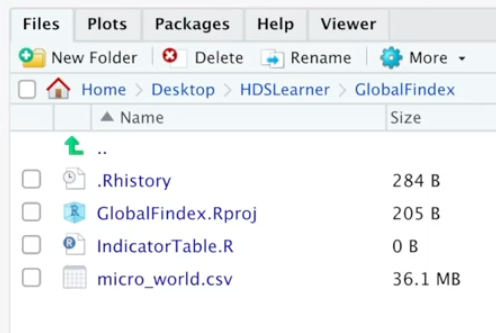 Files Plots Packages Help Viewer
New Folder Delete Rename More
Home Desktop HDSLearner GlobalFindex
Name Size
..
.Rhistory 284 B
GlobalFindex.Rproj 205 B
IndicatorTable.R 0 B
micro_world.csv 36.1 MB